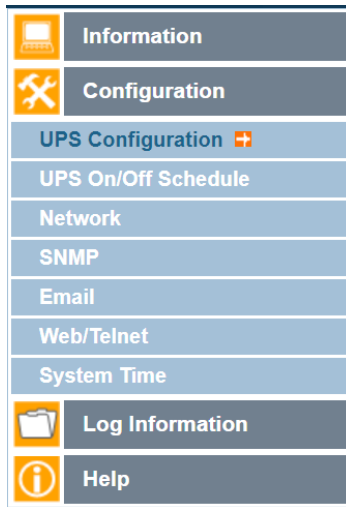 Information
Configuration
UPS Configuration
UPS On/Off Schedule
Network
SNMP
Email
Web/Telnet
System Time
Log Information
Help